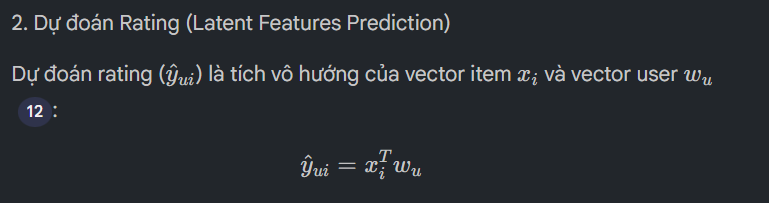 2. Dự đoán Rating (Latent Features Prediction)
Dự đoán rating (ŷ_ui) là tích vô hướng của vector item x_i và vector user w_u
12 :
ŷ_ui = x_i^T w_u